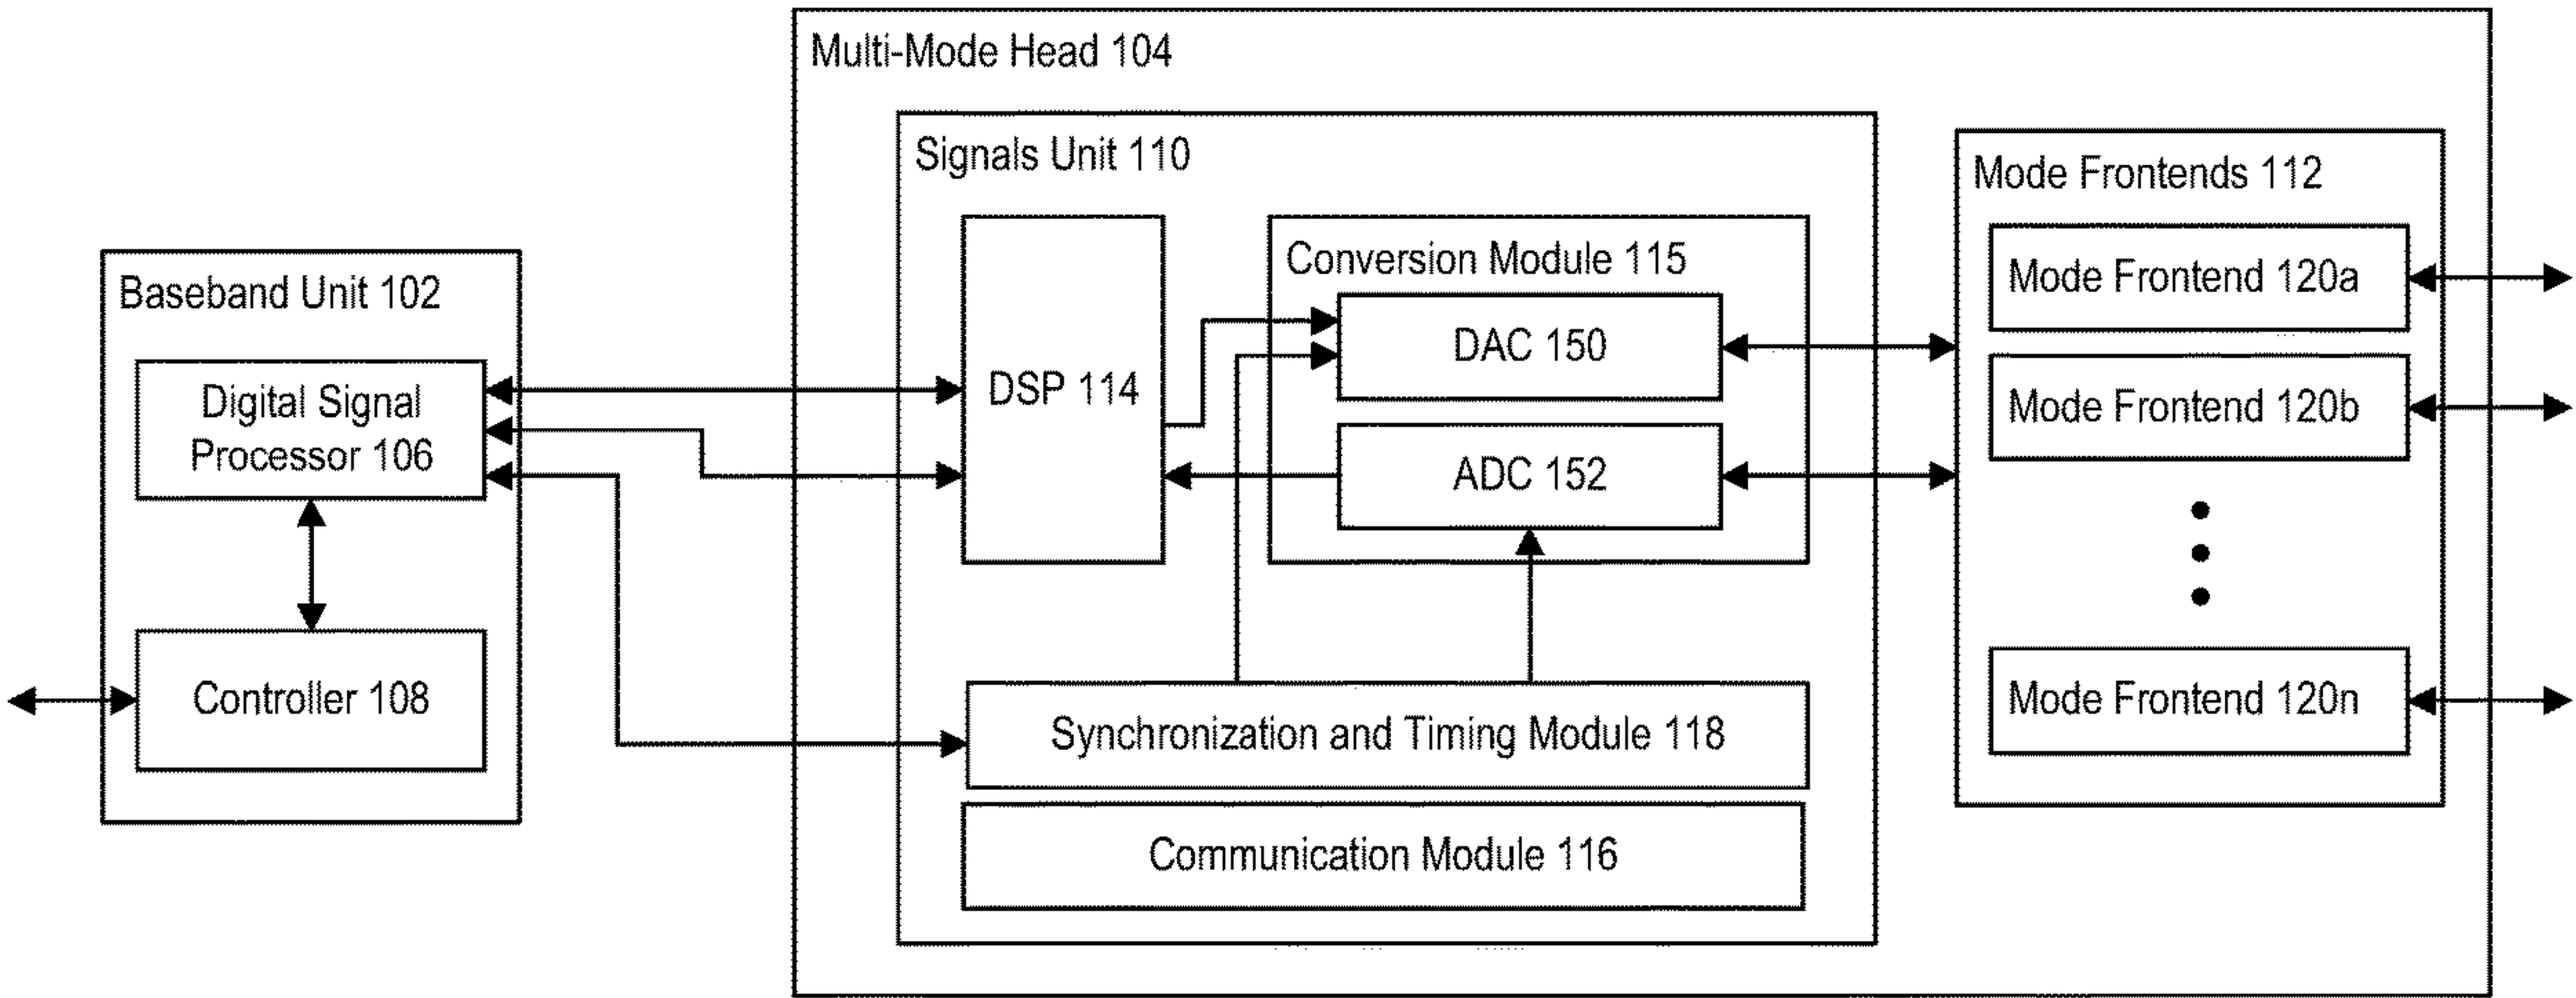 Multi-Mode Head 104
Signals Unit 110
Mode Frontends 112
Conversion Module 115
Mode Frontend 120a
Baseband Unit 102
DAC 150
DSP 114
Digital Signal
Processor 106
Mode Frontend 120b
ADC 152
Controller 108
Mode Frontend 120n
Synchronization and Timing Module 118
Communication Module 116